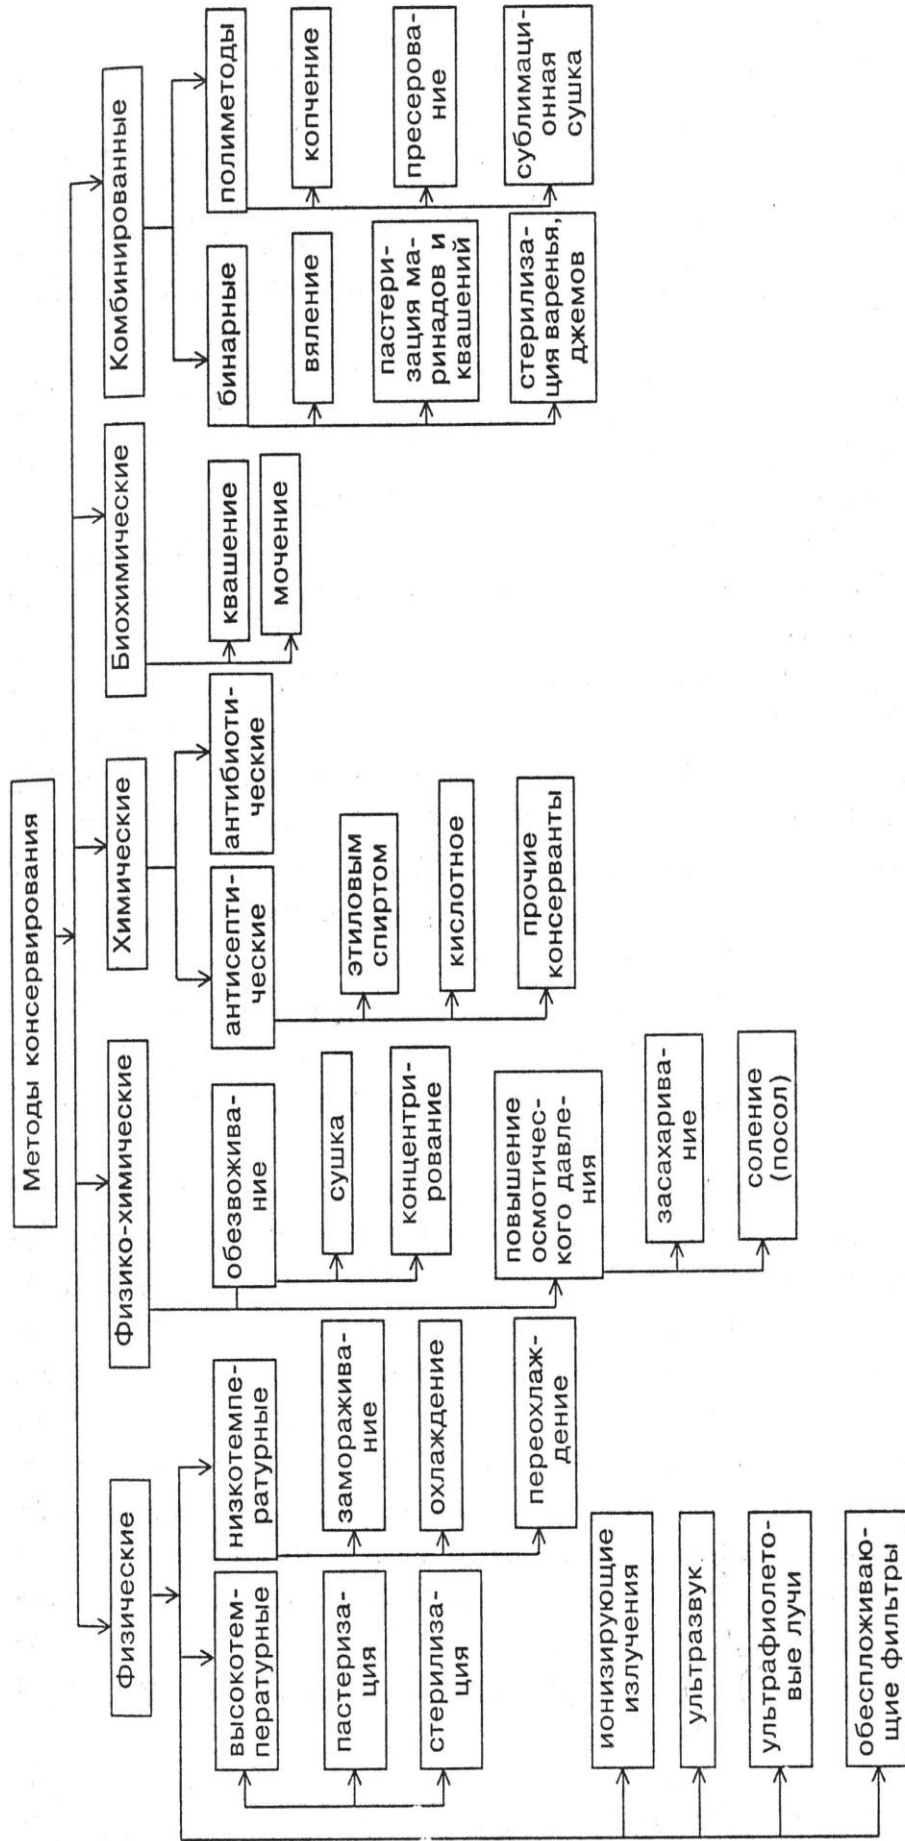 Методы консервирования
Физические
Физико-химические
Химические
Биохимические
Комбинированные
высокотем-
пературные
пастериза-
ция
стерилиза-
ция
низкотемпе-
ратурные
заморажива-
ние
охлаждение
переохлаж-
дение
ионизирующие
излучения
ультразвук
ультрафиолето-
вые лучи
обеспложиваю-
щие фильтры
обезвожива-
ние
сушка
концентри-
рование
повышение
осмотичес-
кого давле-
ния
засахарива-
ние
соление
(посол)
антисепти-
ческие
этиловым
спиртом
кислотное
прочие
консерванты
антибиоти-
ческие
квашение
мочение
бинарные
вяление
пастери-
зация ма-
ринадов и
квашений
стерилиза-
ция варенья,
джемов
полиметоды
копчение
пресерова-
ние
сублимаци-
онная
сушка